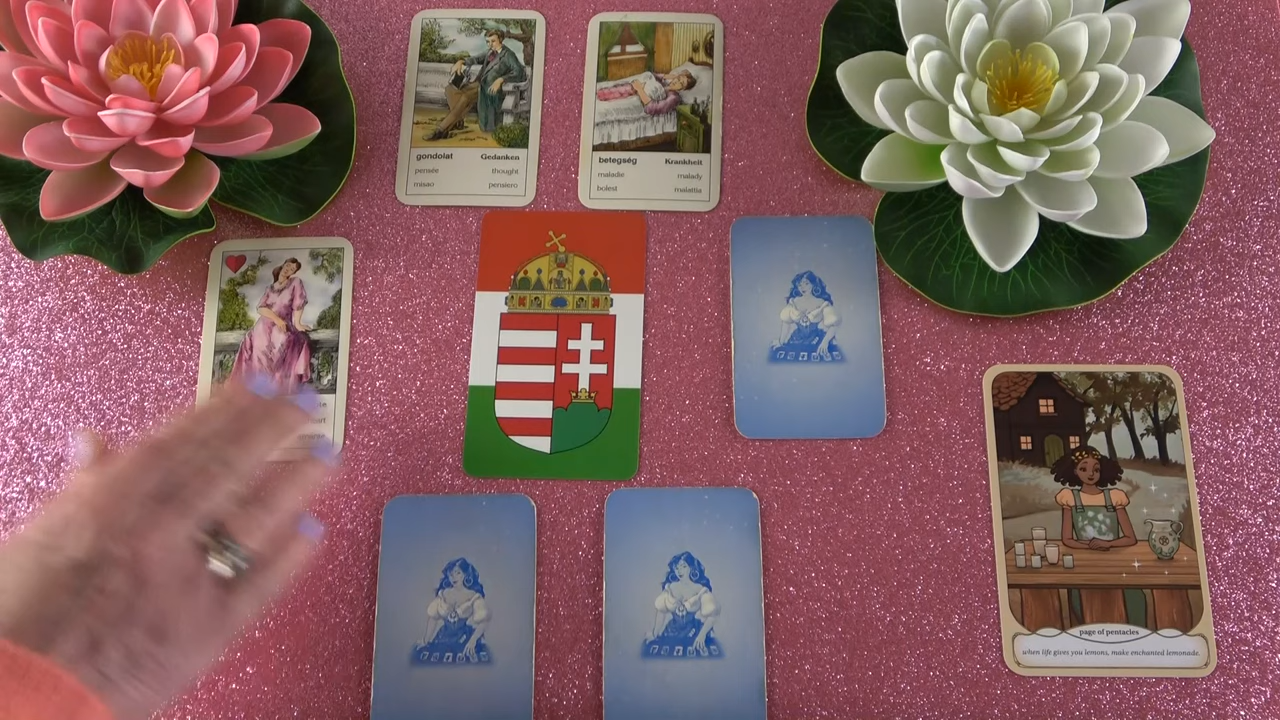 gondolat Gedanken
pensée thought
misao pensiero
betegség Krankheit
maladie malady
bolest malattia
page of pentacles
when life gives you lemons, make enchanted lemonade.